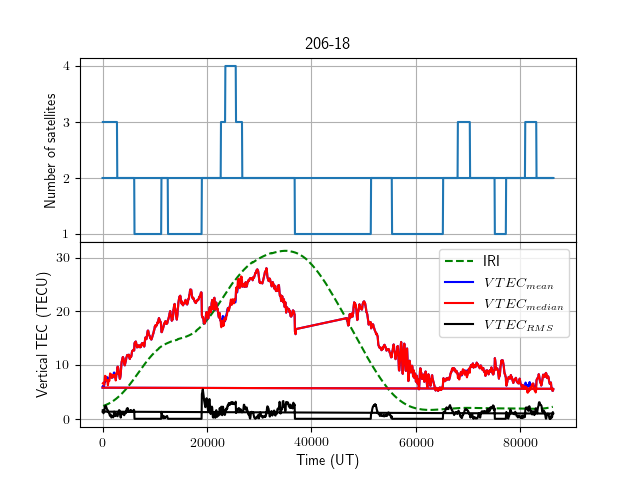 206-18
Number of satellites
4
3
2
1
Vertical TEC (TECU)
30
20
10
0
IRI
VTEC_mean
VTEC_median
VTEC_RMS
0 20000 40000 60000 80000
Time (UT)